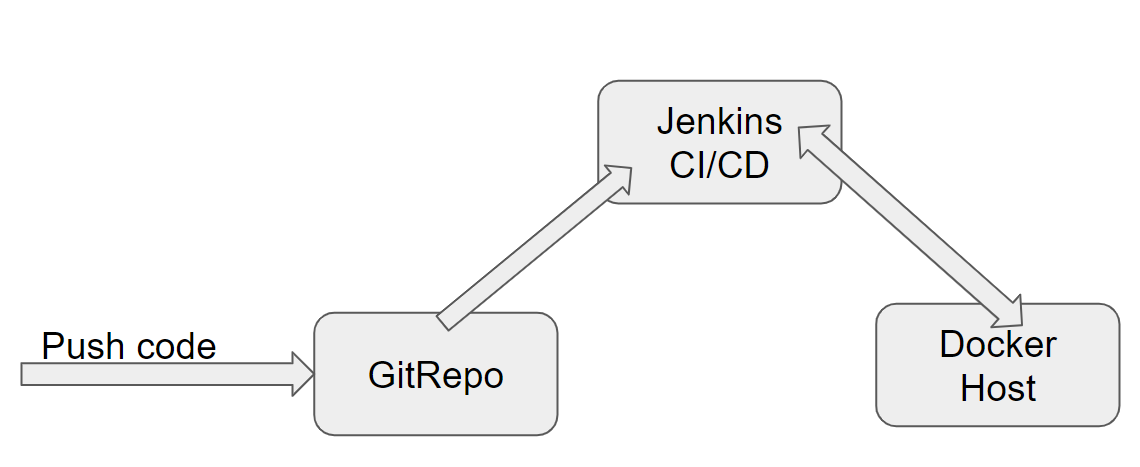 Jenkins
CI/CD
Push code
GitRepo
Docker
Host